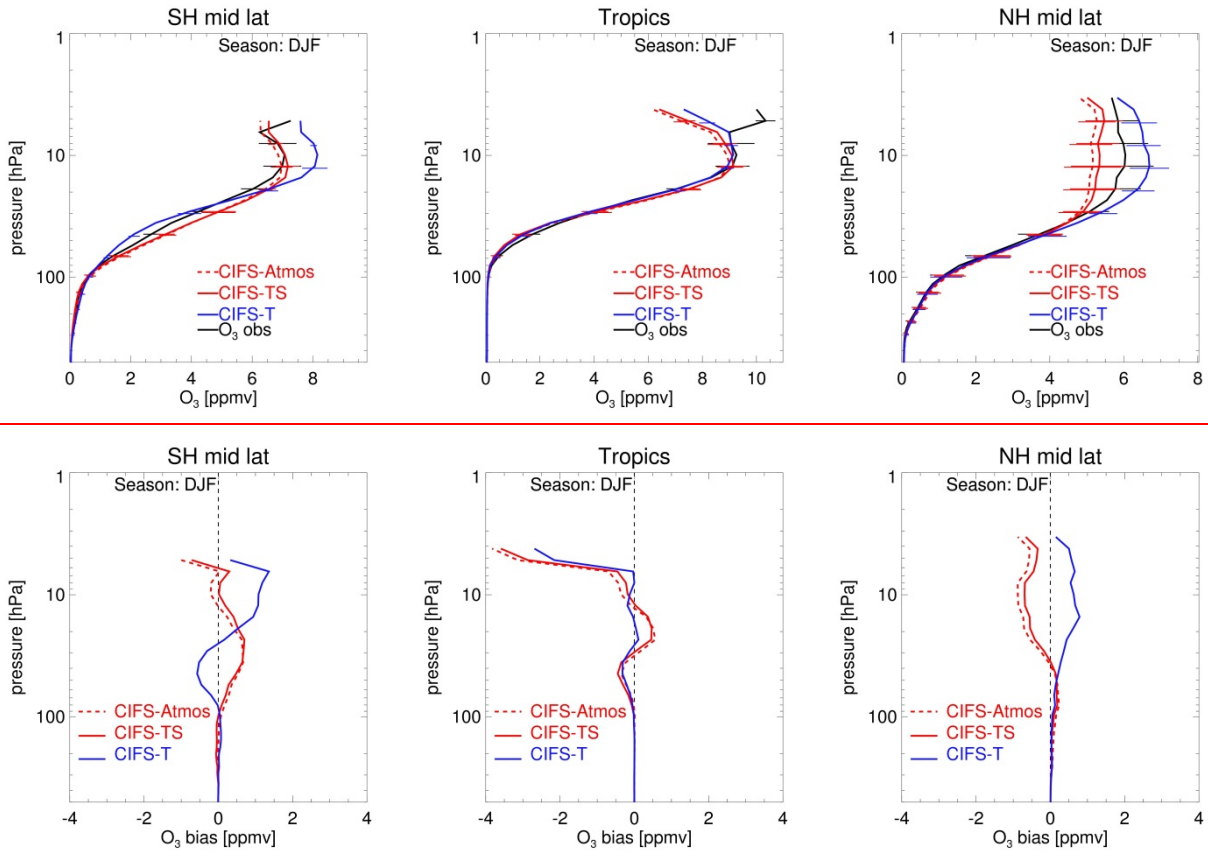 SH mid lat
Season: DJF
1
10
100
pressure [hPa]
CIFS-Atmos
CIFS-TS
CIFS-T
O₃ obs
0 2 4 6 8
O₃ [ppmv]
Tropics
Season: DJF
1
10
100
pressure [hPa]
CIFS-Atmos
CIFS-TS
CIFS-T
O₃ obs
0 2 4 6 8 10
O₃ [ppmv]
NH mid lat
Season: DJF
1
10
100
pressure [hPa]
CIFS-Atmos
CIFS-TS
CIFS-T
O₃ obs
0 2 4 6 8
O₃ [ppmv]
SH mid lat
Season: DJF
1
10
100
pressure [hPa]
CIFS-Atmos
CIFS-TS
CIFS-T
-4 -2 0 2 4
O₃ bias [ppmv]
Tropics
Season: DJF
1
10
100
pressure [hPa]
CIFS-Atmos
CIFS-TS
CIFS-T
-4 -2 0 2 4
O₃ bias [ppmv]
NH mid lat
Season: DJF
1
10
100
pressure [hPa]
CIFS-Atmos
CIFS-TS
CIFS-T
-4 -2 0 2 4
O₃ bias [ppmv]